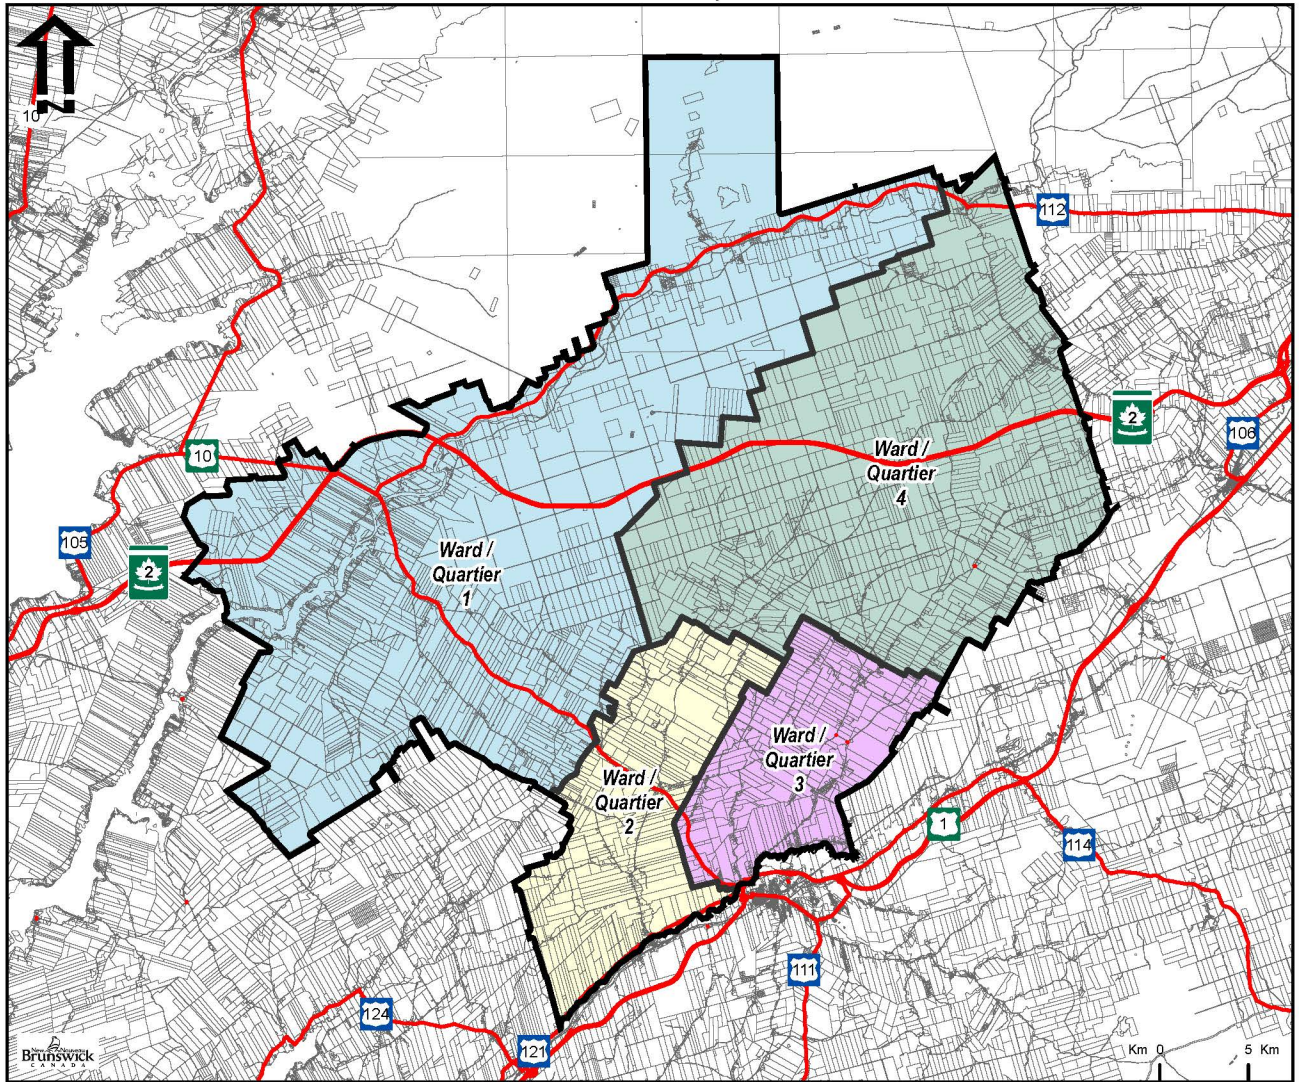 N
10
112
2
106
Ward /
Quartier
4
10
105
2
Ward /
Quartier
1
Ward /
Quartier
3
Ward /
Quartier
2
1
114
111
124
121
New Nouveau
Brunswick
CANADA
Km 0 5 Km